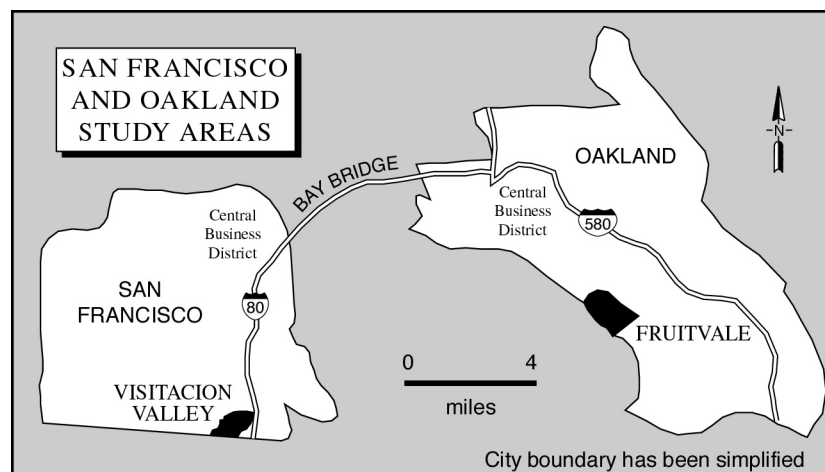 SAN FRANCISCO
AND OAKLAND
STUDY AREAS
N
OAKLAND
BAY BRIDGE
Central
Business
District
Central
Business
District
580
SAN
FRANCISCO
80
FRUITVALE
0 4
miles
VISITACION
VALLEY
City boundary has been simplified